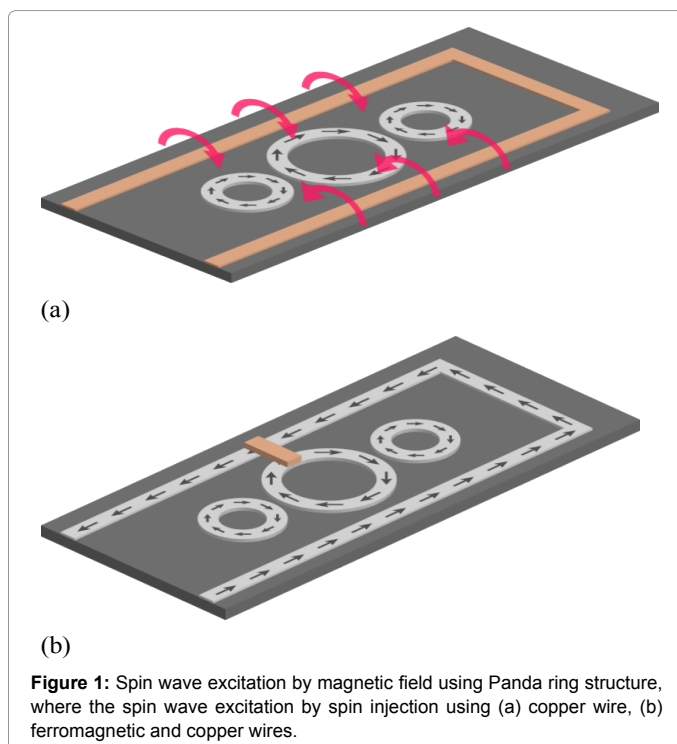 (a)
(b)
Figure 1: Spin wave excitation by magnetic field using Panda ring structure,
where the spin wave excitation by spin injection using (a) copper wire, (b)
ferromagnetic and copper wires.